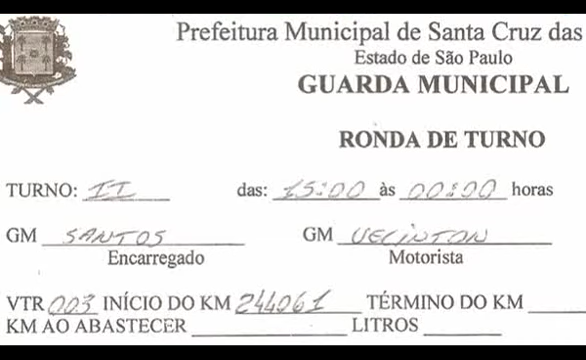 Prefeitura Municipal de Santa Cruz das
Estado de São Paulo
GUARDA MUNICIPAL
RONDA DE TURNO
TURNO: II das: 15:00 às 00:00 horas
GM SANTOS GM
Encarregado Motorista
VTR 003 INÍCIO DO KM 244061 TÉRMINO DO KM
KM AO ABASTECER LITROS